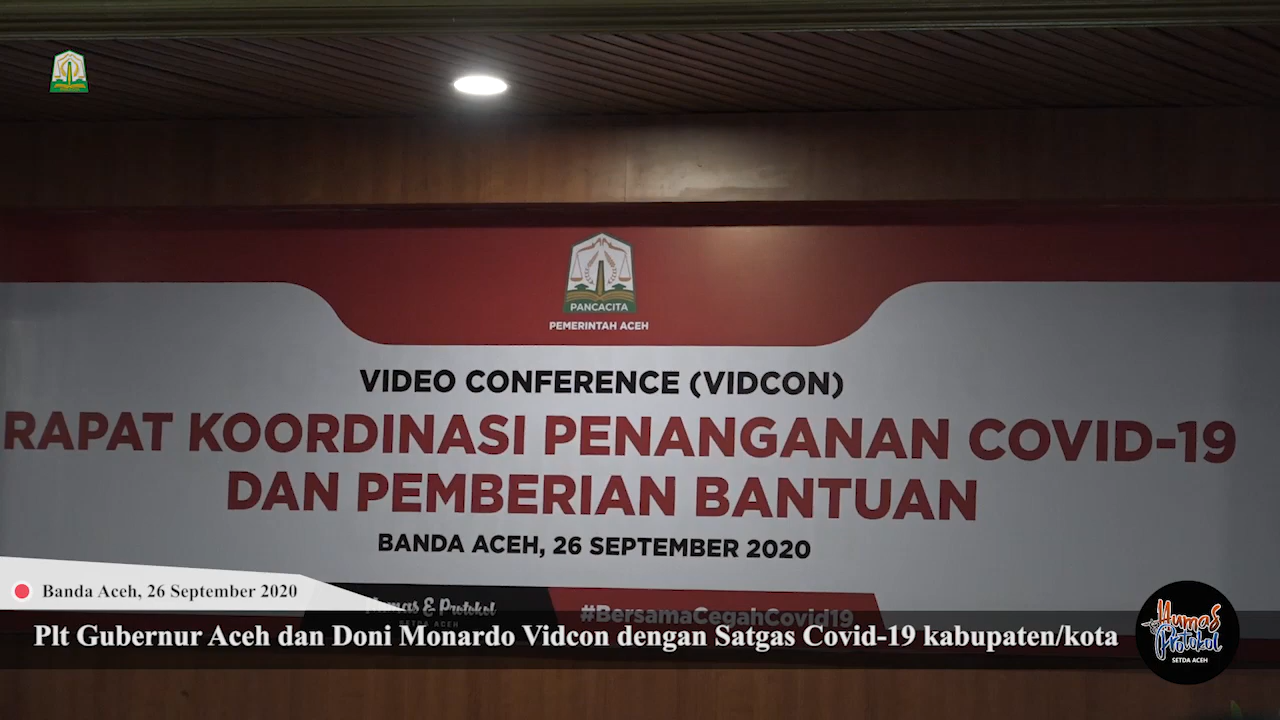 PANCACITA
PEMERINTAH ACEH
VIDEO CONFERENCE (VIDCON)
RAPAT KOORDINASI PENANGANAN COVID-19
DAN PEMBERIAN BANTUAN
BANDA ACEH, 26 SEPTEMBER 2020
Humas & Protokol
SETDA ACEH
#BersamaCegahCovid19
Banda Aceh, 26 September 2020
Plt Gubernur Aceh dan Doni Monardo Vidcon dengan Satgas Covid-19 kabupaten/kota
Humas
Protokol
SETDA ACEH